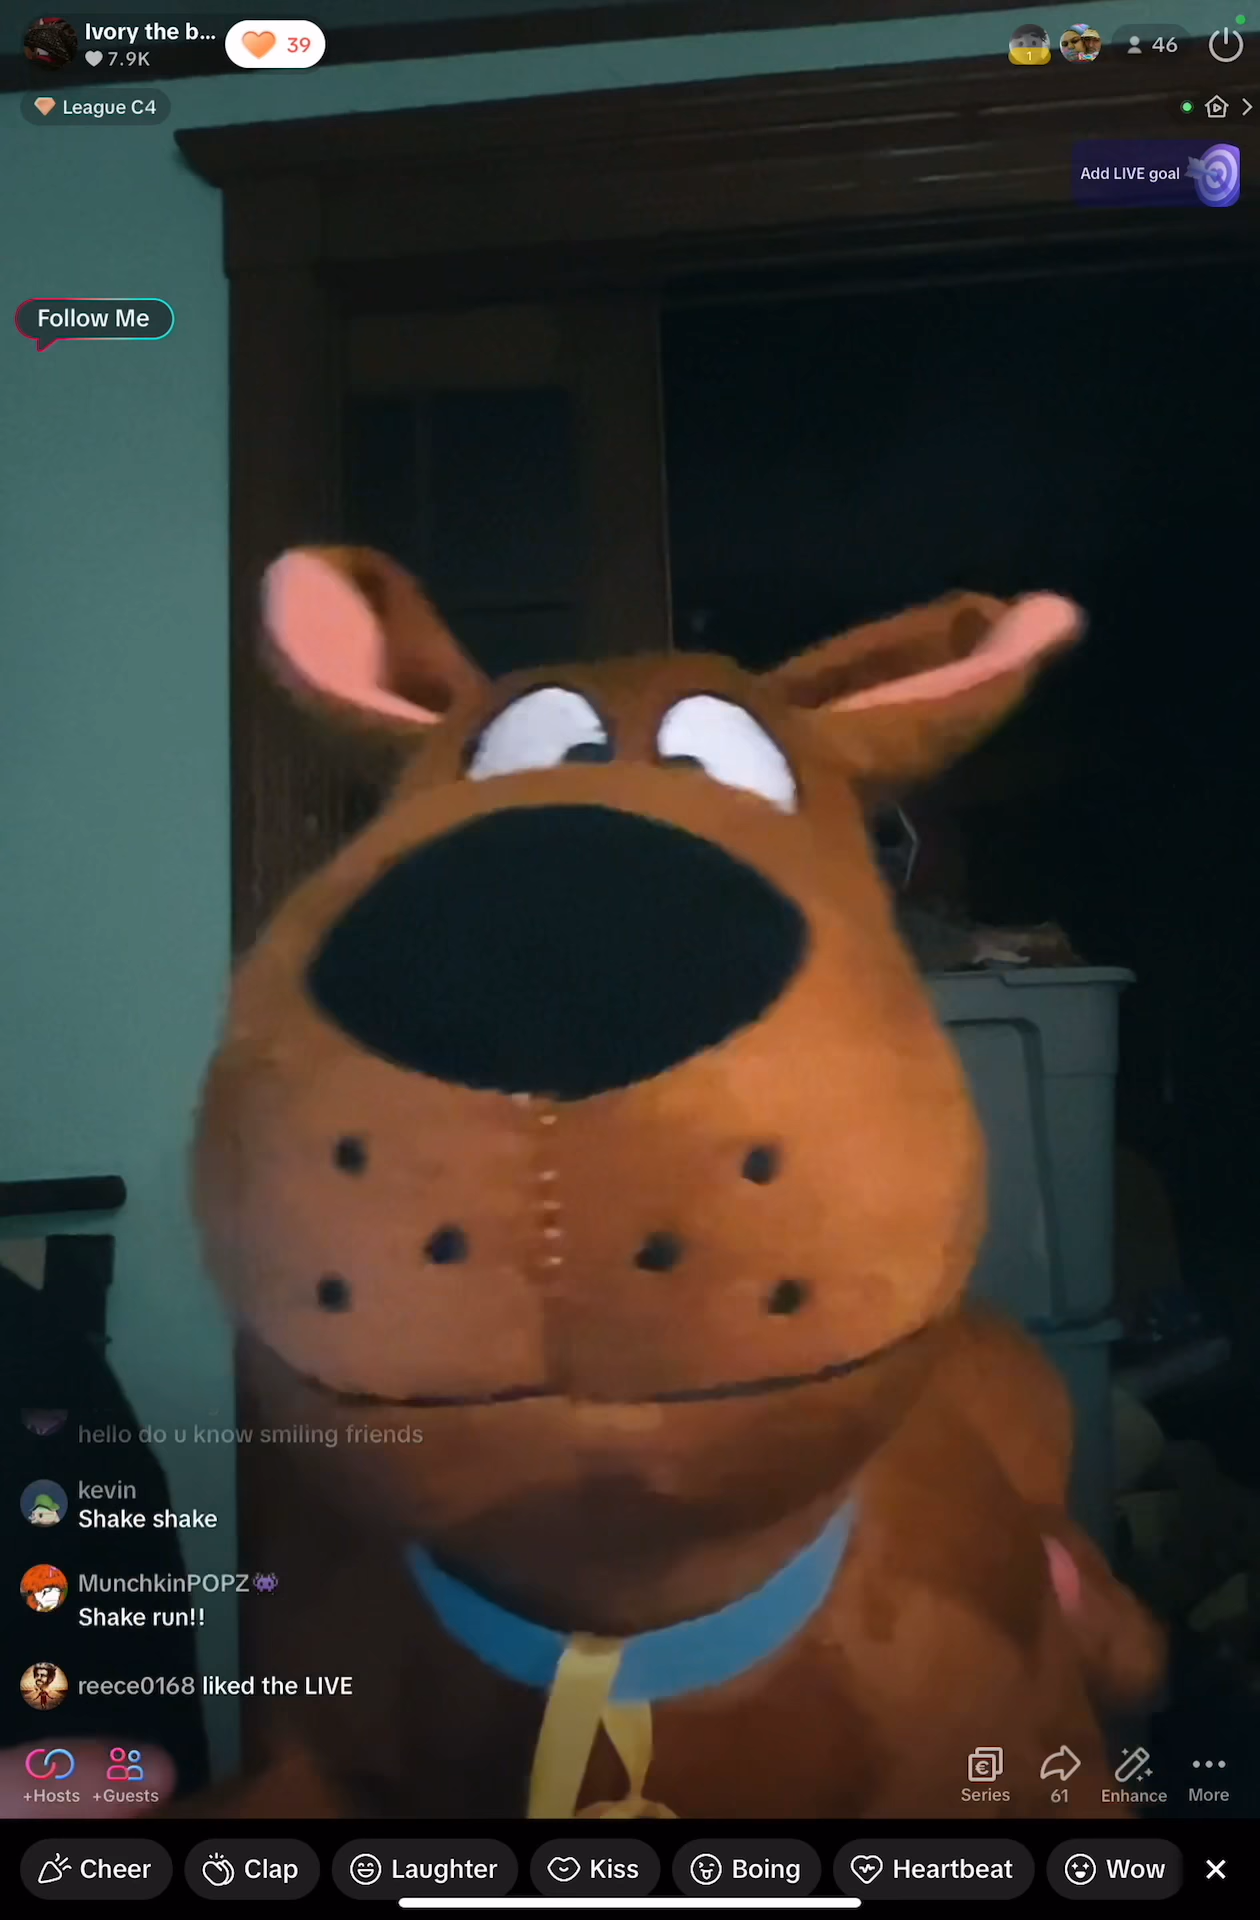 Ivory the b...
7.9K
39
1
46
League C4
Add LIVE goal
Follow Me
hello do u know smiling friends
kevin
Shake shake
MunchkinPOPZ👾
Shake run!!
reece0168 liked the LIVE
+Hosts
+Guests
Series
61
Enhance
More
Cheer
Clap
Laughter
Kiss
Boing
Heartbeat
Wow